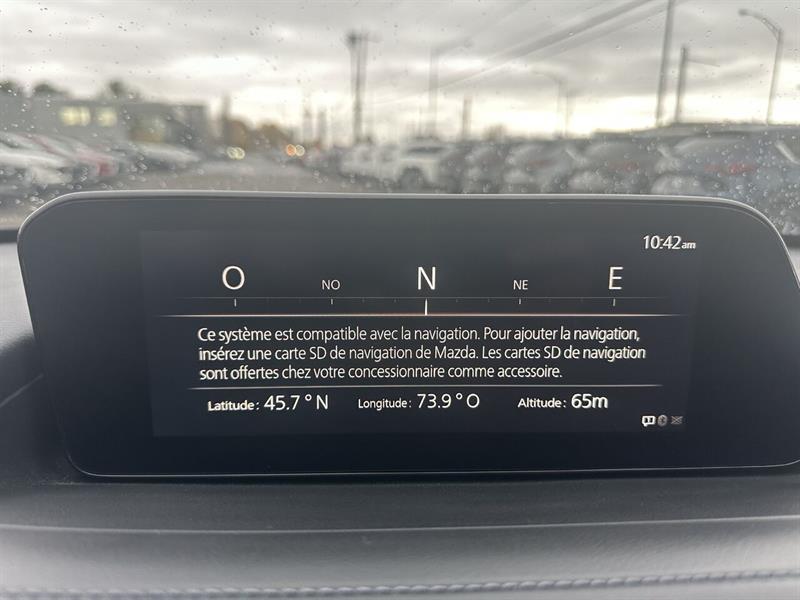 10:42am
O NO N NE E
Ce système est compatible avec la navigation. Pour ajouter la navigation,
insérez une carte SD de navigation de Mazda. Les cartes SD de navigation
sont offertes chez votre concessionnaire comme accessoire.
Latitude: 45.7°N Longitude: 73.9°O Altitude: 65m